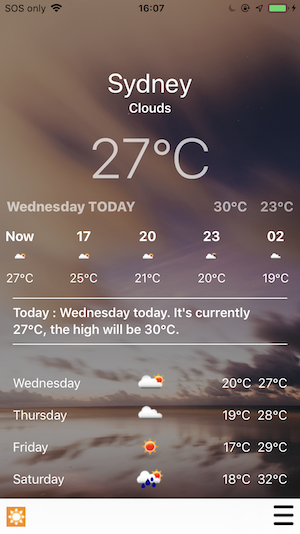 SOS only 16:07
Sydney
Clouds
27°C
Wednesday TODAY 30°C 23°C
Now 17 20 23 02
27°C 25°C 21°C 20°C 19°C
Today : Wednesday today. It's currently
27°C, the high will be 30°C.
Wednesday 20°C 27°C
Thursday 19°C 28°C
Friday 17°C 29°C
Saturday 18°C 32°C